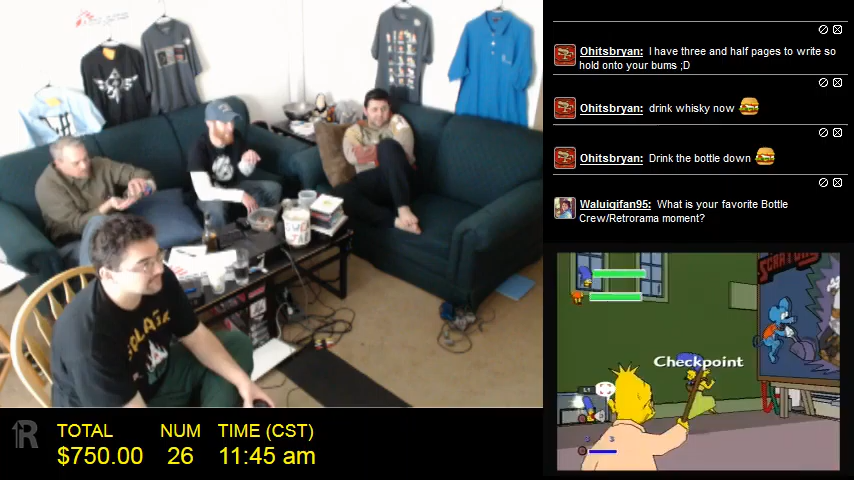 Ohitsbryan: I have three and half pages to write so
hold onto your bums ;D
Ohitsbryan: drink whisky now
Ohitsbryan: Drink the bottle down
Waluigifan95: What is your favorite Bottle
Crew/Retrorama moment?
SCRATCHY
Checkpoint
TOTAL NUM TIME (CST)
$750.00 26 11:45 am